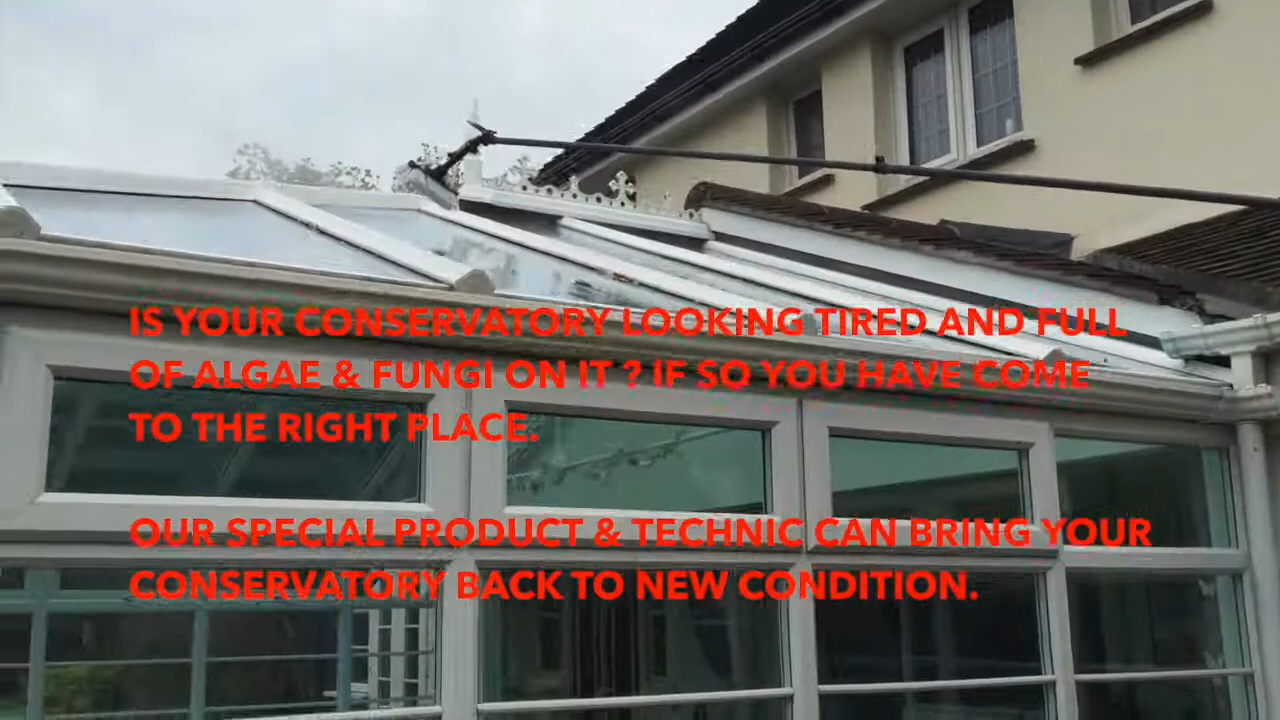 IS YOUR CONSERVATORY LOOKING TIRED AND FULL
OF ALGAE & FUNGI ON IT ? IF SO YOU HAVE COME
TO THE RIGHT PLACE.
OUR SPECIAL PRODUCT & TECHNIC CAN BRING YOUR
CONSERVATORY BACK TO NEW CONDITION.